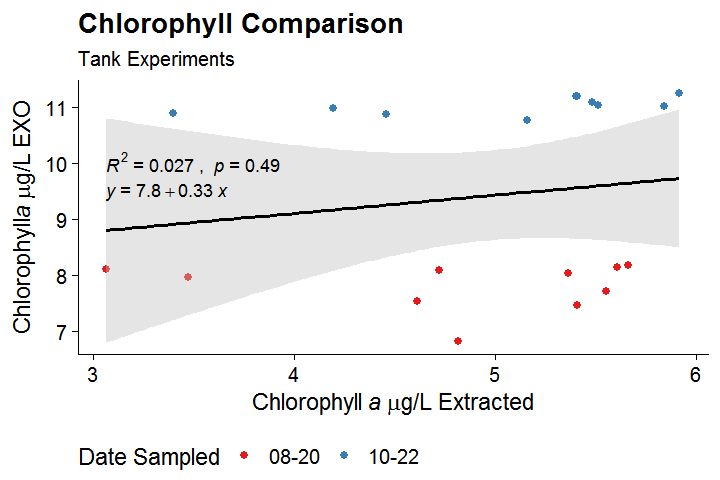 Chlorophyll Comparison
Tank Experiments
Chlorophylla μg/L EXO
11
10
9
8
7
R² = 0.027 , p = 0.49
y = 7.8 + 0.33 x
3 4 5 6
Chlorophyll a μg/L Extracted
Date Sampled 08-20 10-22